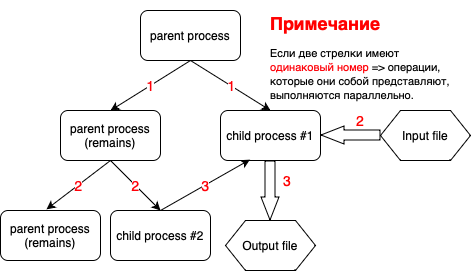 parent process
Примечание
Если две стрелки имеют
одинаковый номер => операции,
которые они собой представляют,
выполняются параллельно.
1
1
parent process
(remains)
child process #1
2
Input file
2
2
3
3
parent process
(remains)
child process #2
Output file